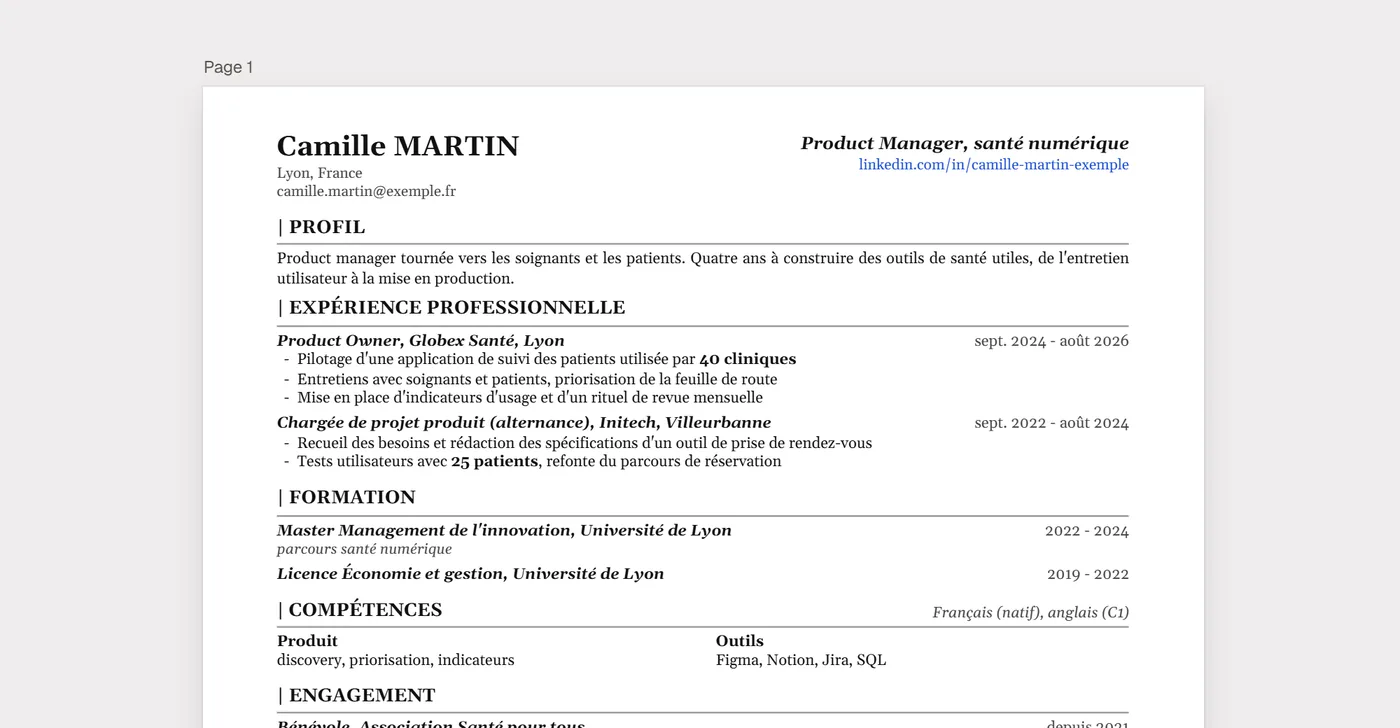 Page 1
Camille MARTIN
Product Manager, santé numérique
Lyon, France
linkedin.com/in/camille-martin-exemple
camille.martin@exemple.fr
| PROFIL
Product manager tournée vers les soignants et les patients. Quatre ans à construire des outils de santé utiles, de l'entretien
utilisateur à la mise en production.
| EXPÉRIENCE PROFESSIONNELLE
Product Owner, Globex Santé, Lyon sept. 2024 - août 2026
- Pilotage d'une application de suivi des patients utilisée par 40 cliniques
- Entretiens avec soignants et patients, priorisation de la feuille de route
- Mise en place d'indicateurs d'usage et d'un rituel de revue mensuelle
Chargée de projet produit (alternance), Initech, Villeurbanne sept. 2022 - août 2024
- Recueil des besoins et rédaction des spécifications d'un outil de prise de rendez-vous
- Tests utilisateurs avec 25 patients, refonte du parcours de réservation
| FORMATION
Master Management de l'innovation, Université de Lyon 2022 - 2024
parcours santé numérique
Licence Économie et gestion, Université de Lyon 2019 - 2022
| COMPÉTENCES Français (natif), anglais (C1)
Produit Outils
discovery, priorisation, indicateurs Figma, Notion, Jira, SQL
| ENGAGEMENT
Bénévole, Association Santé pour tous depuis 2021